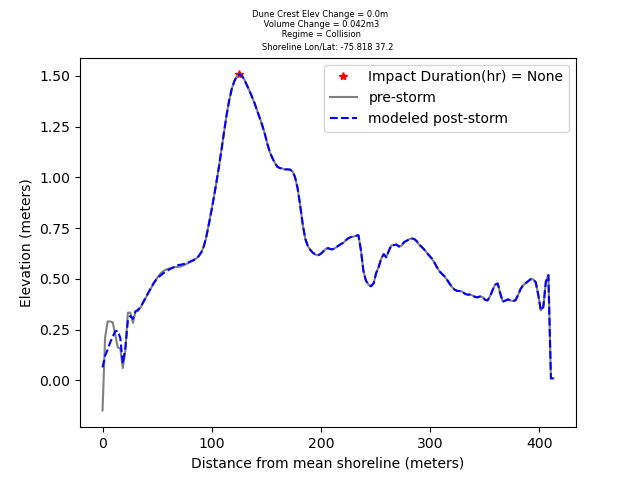 Dune Crest Elev Change = 0.0m
Volume Change = 0.042m3
Regime = Collision
Shoreline Lon/Lat: -75.818 37.2
Impact Duration(hr) = None
pre-storm
modeled post-storm
Elevation (meters)
1.50
1.25
1.00
0.75
0.50
0.25
0.00
0 100 200 300 400
Distance from mean shoreline (meters)